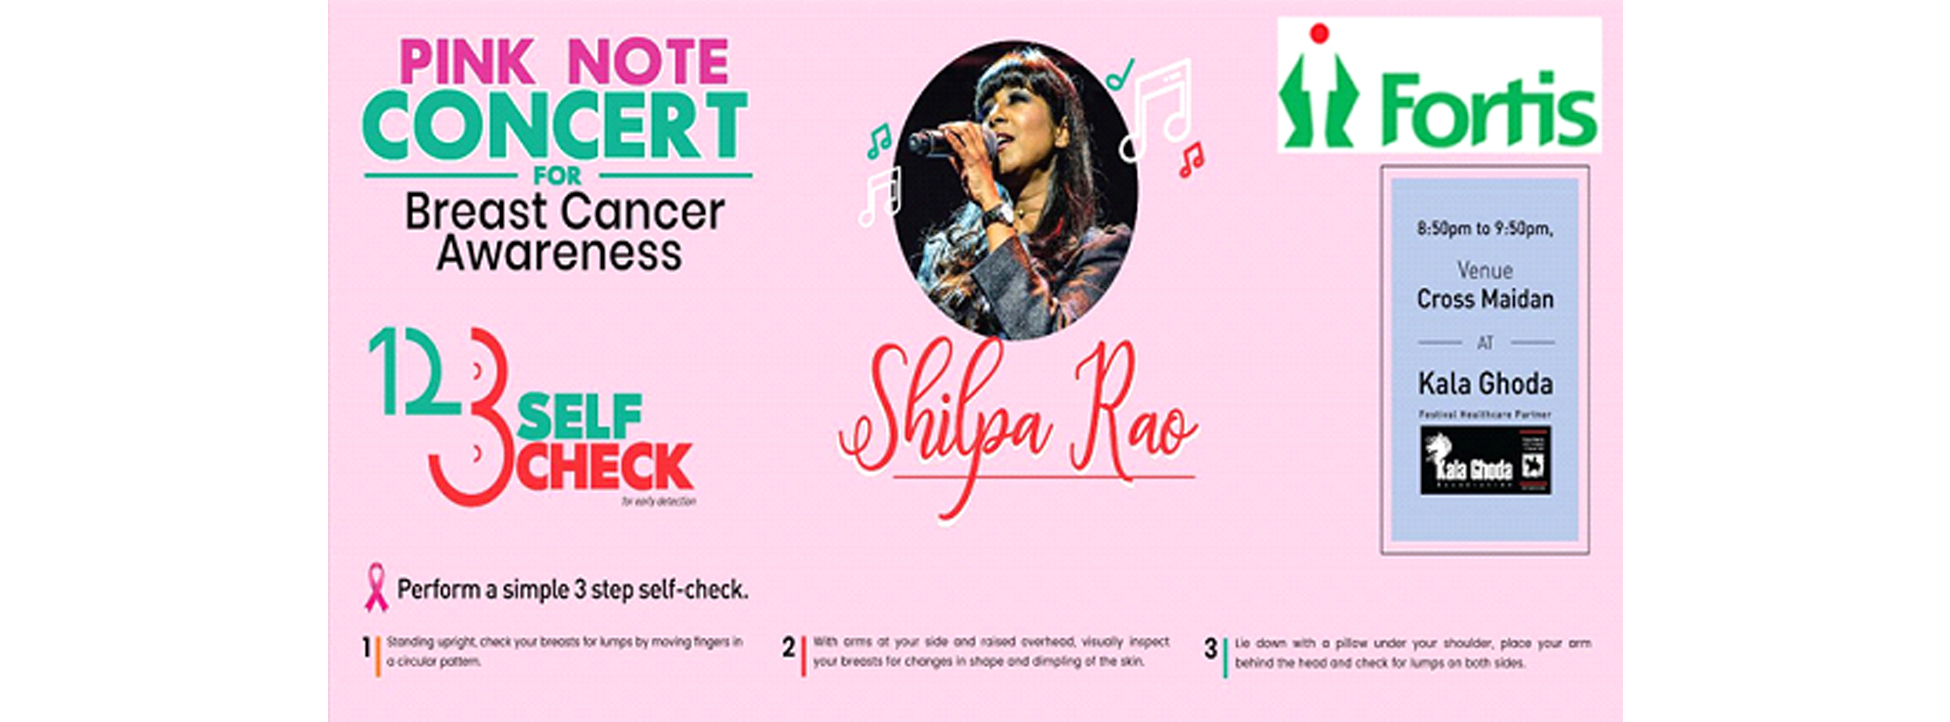 PINK NOTE
CONCERT
FOR
Breast Cancer
Awareness
123 SELF
CHECK
for early detection
Shilpa Rao
Fortis
8:50pm to 9:50pm,
Venue
Cross Maidan
AT
Kala Ghoda
Festival Healthcare Partner
Kala Ghoda
Perform a simple 3 step self-check.
1 Standing upright, check your breasts for lumps by moving fingers in
a circular pattern.
2 With arms at your side and raised overhead, visually inspect
your breasts for changes in shape and dimpling of the skin.
3 Lie down with a pillow under your shoulder, place your arm
behind the head and check for lumps on both sides.